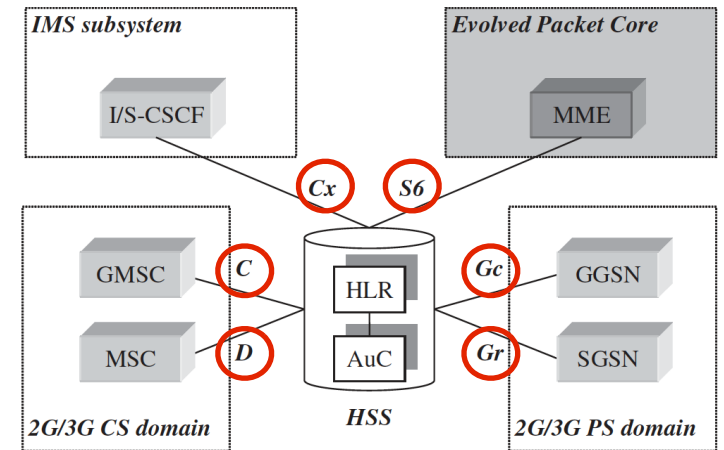 IMS subsystem
Evolved Packet Core
I/S-CSCF
MME
Cx
S6
GMSC
C
HLR
Gc
GGSN
MSC
D
AuC
Gr
SGSN
2G/3G CS domain
HSS
2G/3G PS domain